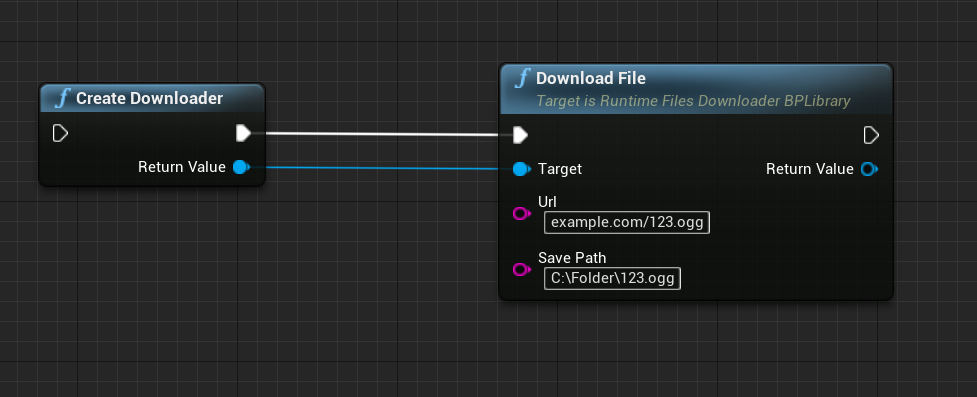 Create Downloader
Return Value
Download File
Target is Runtime Files Downloader BPLibrary
Target
Return Value
Url
example.com/123.ogg
Save Path
C:\Folder\123.ogg